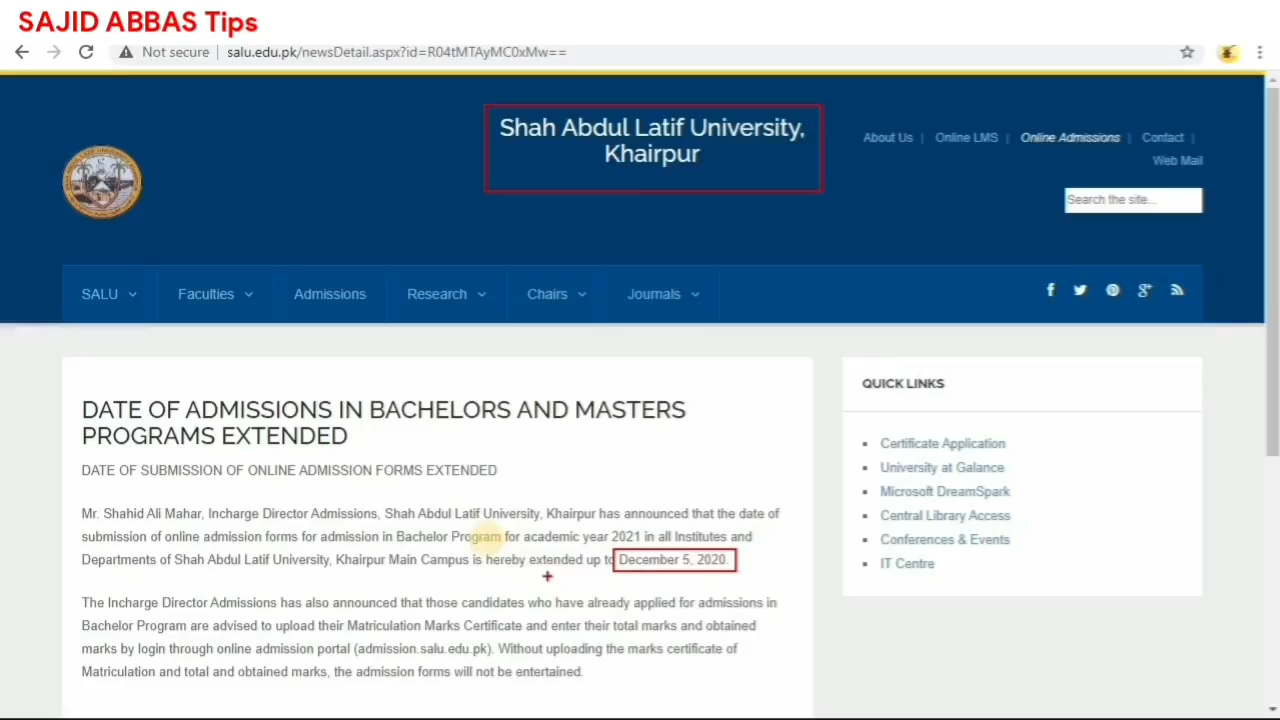 SAJID ABBAS Tips
Not secure | salu.edu.pk/newsDetail.aspx?id=R04tMTAyMC0xMw==
Shah Abdul Latif University,
Khairpur
About Us | Online LMS | Online Admissions | Contact |
Web Mail
Search the site...
SALU Faculties Admissions Research Chairs Journals
DATE OF ADMISSIONS IN BACHELORS AND MASTERS
PROGRAMS EXTENDED
DATE OF SUBMISSION OF ONLINE ADMISSION FORMS EXTENDED
Mr. Shahid Ali Mahar, Incharge Director Admissions, Shah Abdul Latif University, Khairpur has announced that the date of
submission of online admission forms for admission in Bachelor Program for academic year 2021 in all Institutes and
Departments of Shah Abdul Latif University, Khairpur Main Campus is hereby extended up to December 5, 2020.
The Incharge Director Admissions has also announced that those candidates who have already applied for admissions in
Bachelor Program are advised to upload their Matriculation Marks Certificate and enter their total marks and obtained
marks by login through online admission portal (admission.salu.edu.pk). Without uploading the marks certificate of
Matriculation and total and obtained marks, the admission forms will not be entertained.
QUICK LINKS
Certificate Application
University at Galance
Microsoft DreamSpark
Central Library Access
Conferences & Events
IT Centre